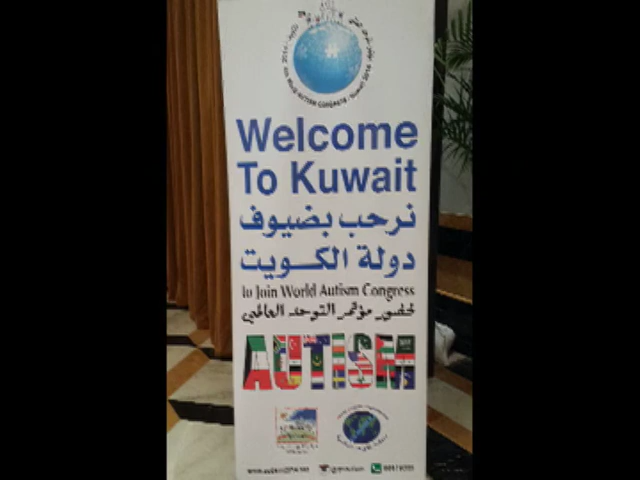 Welcome
To Kuwait
نرحب بضيوف
دولة الكويت
to Join World Autism Congress
لحضور مؤتمر التوحد العالمي
AUTISM